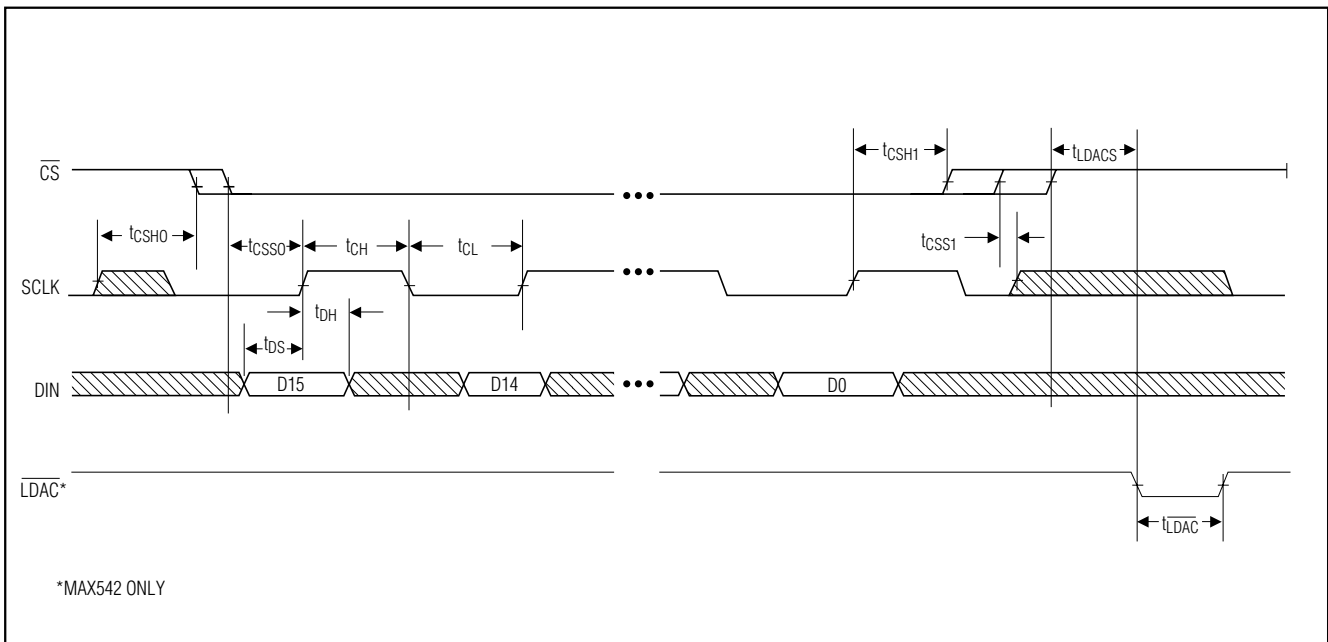 tCSH1
tLDACS
CS
tCSH0
tCSS0
tCH
tCL
tCSS1
SCLK
tDH
tDS
DIN
D15
D14
D0
LDAC*
tLDAC
*MAX542 ONLY